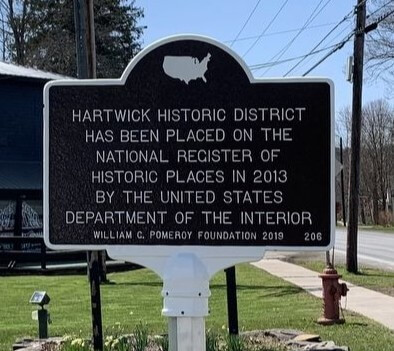 HARTWICK HISTORIC DISTRICT
HAS BEEN PLACED ON THE
NATIONAL REGISTER OF
HISTORIC PLACES IN 2013
BY THE UNITED STATES
DEPARTMENT OF THE INTERIOR
WILLIAM C. POMEROY FOUNDATION 2019 206